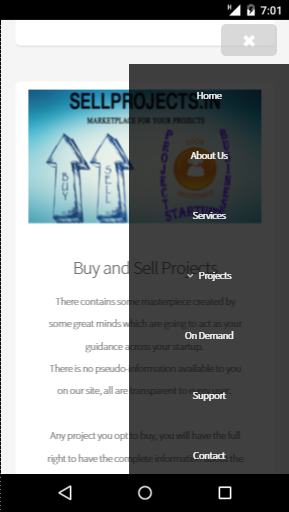 H
7:01
SELLPROJECTS.IN
MARKETPLACE FOR YOUR PROJECTS
BUY
SELL
PROJECT
STARTUP
BUSINESS
Home
About Us
Services
Projects
On Demand
Support
Contact
Buy and Sell Projects
There contains some masterpiece created by
some great minds which are going to act as your
guidance across your startup.
There is no pseudo-information available to you
on our site, all are transparent to every user.
Any project you opt to buy, you will have the full
right to have the complete information the